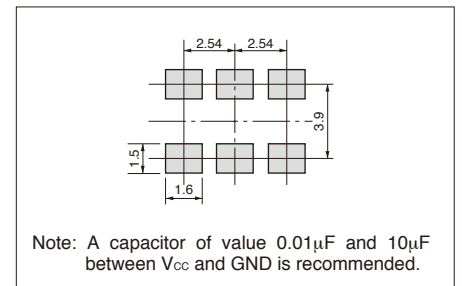 2.54 2.54
3.9
1.5
1.6
Note: A capacitor of value 0.01μF and 10μF
between Vcc and GND is recommended.